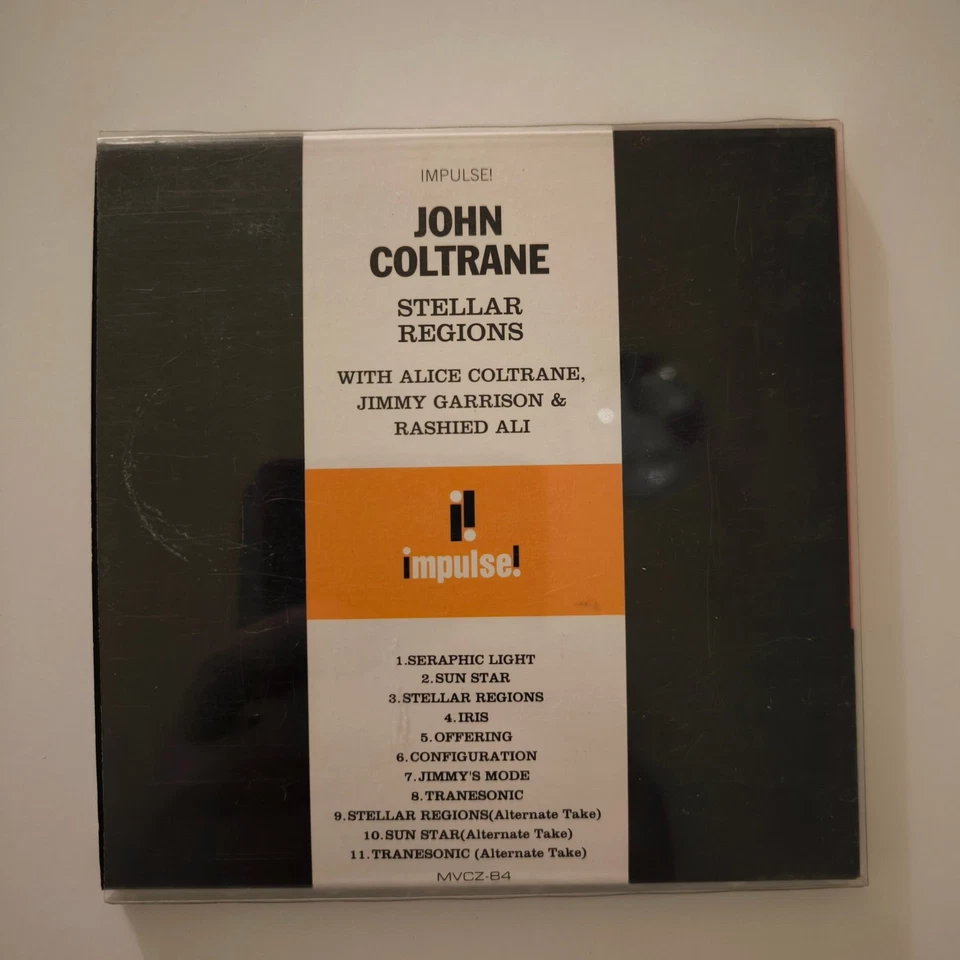 IMPULSE!
JOHN
COLTRANE
STELLAR
REGIONS
WITH ALICE COLTRANE,
JIMMY GARRISON &
RASHIED ALI
i!
impulse!
1.SERAPHIC LIGHT
2.SUN STAR
3.STELLAR REGIONS
4.IRIS
5.OFFERING
6.CONFIGURATION
7.JIMMY'S MODE
8.TRANESONIC
9.STELLAR REGIONS(Alternate Take)
10.SUN STAR(Alternate Take)
11.TRANESONIC (Alternate Take)
MVCZ-84